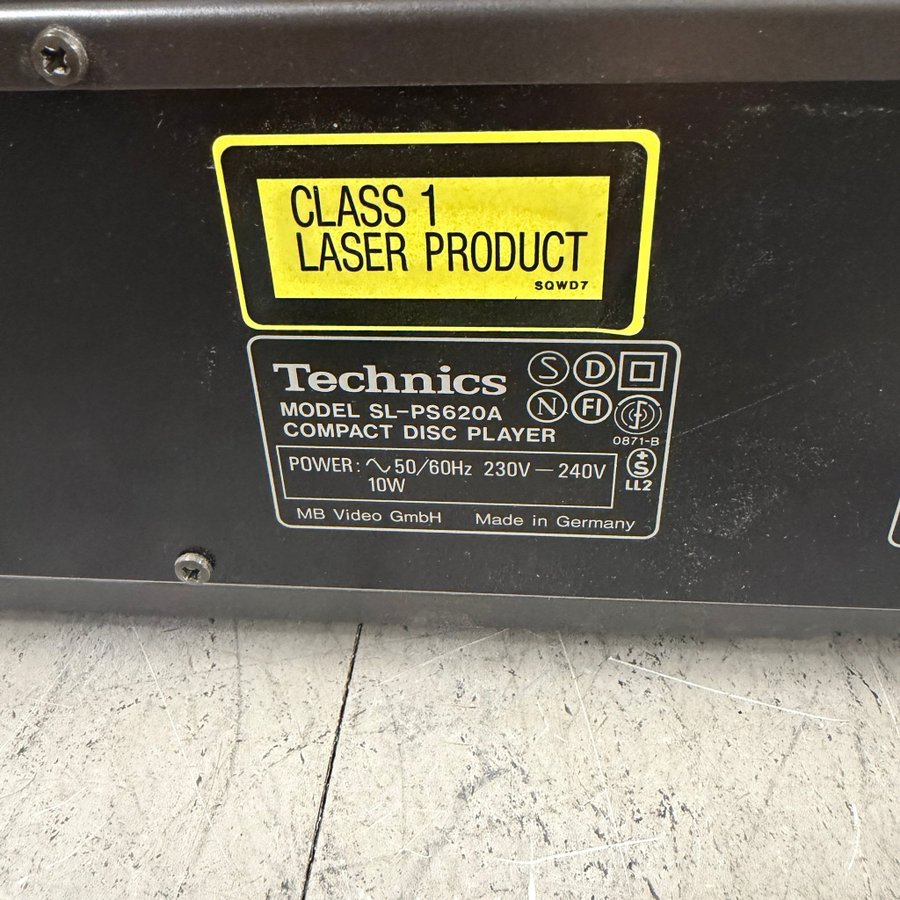 CLASS 1
LASER PRODUCT
SQWD7
Technics
S D
MODEL SL-PS620A
N FI
COMPACT DISC PLAYER
0871-B
S
LL2
POWER: ∿ 50/60Hz 230V — 240V
10W
MB Video GmbH Made in Germany